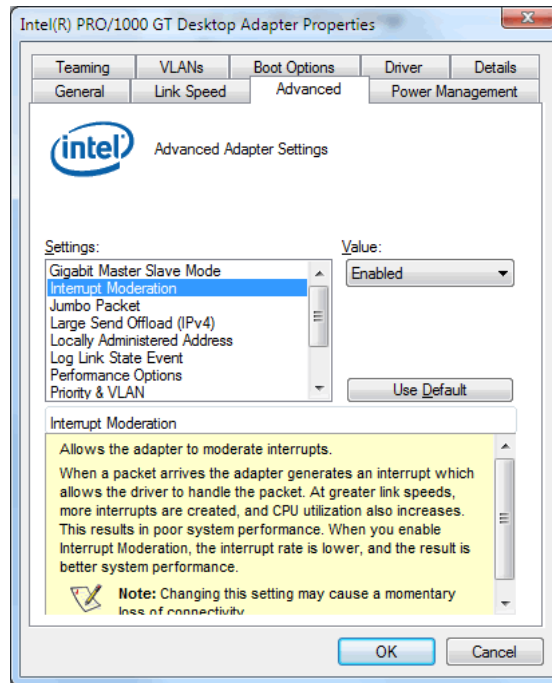 Intel(R) PRO/1000 GT Desktop Adapter Properties
Teaming
VLANs
Boot Options
Driver
Details
General
Link Speed
Advanced
Power Management
intel
Advanced Adapter Settings
Settings:
Value:
Gigabit Master Slave Mode
Interrupt Moderation
Jumbo Packet
Large Send Offload (IPv4)
Locally Administered Address
Log Link State Event
Performance Options
Priority & VLAN
Enabled
Use Default
Interrupt Moderation
Allows the adapter to moderate interrupts.
When a packet arrives the adapter generates an interrupt which
allows the driver to handle the packet. At greater link speeds,
more interrupts are created, and CPU utilization also increases.
This results in poor system performance. When you enable
Interrupt Moderation, the interrupt rate is lower, and the result is
better system performance.
Note: Changing this setting may cause a momentary
loss of connectivity
OK
Cancel